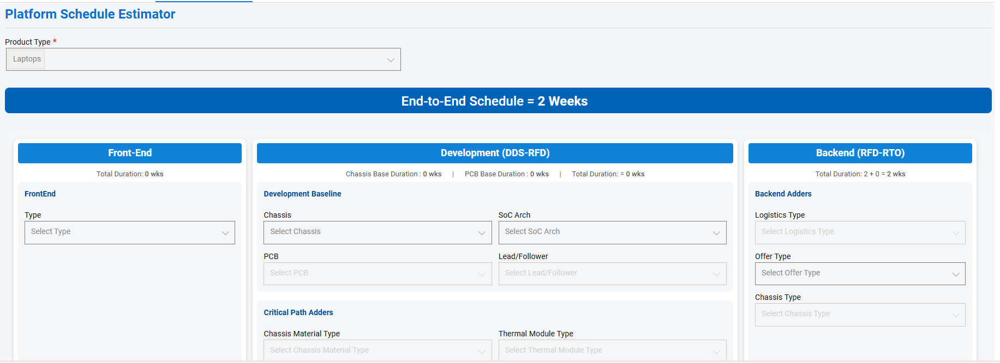 Platform Schedule Estimator
Product Type *
Laptops
End-to-End Schedule = 2 Weeks
Front-End
Total Duration: 0 wks
FrontEnd
Type
Select Type
Development (DDS-RFD)
Chassis Base Duration : 0 wks | PCB Base Duration : 0 wks | Total Duration: = 0 wks
Development Baseline
Chassis
Select Chassis
SoC Arch
Select SoC Arch
PCB
Select PCB
Lead/Follower
Select Lead/Follower
Critical Path Adders
Chassis Material Type
Select Chassis Material Type
Thermal Module Type
Select Thermal Module Type
Backend (RFD-RTO)
Total Duration: 2 + 0 = 2 wks
Backend Adders
Logistics Type
Select Logistics Type
Offer Type
Select Offer Type
Chassis Type
Select Chassis Type